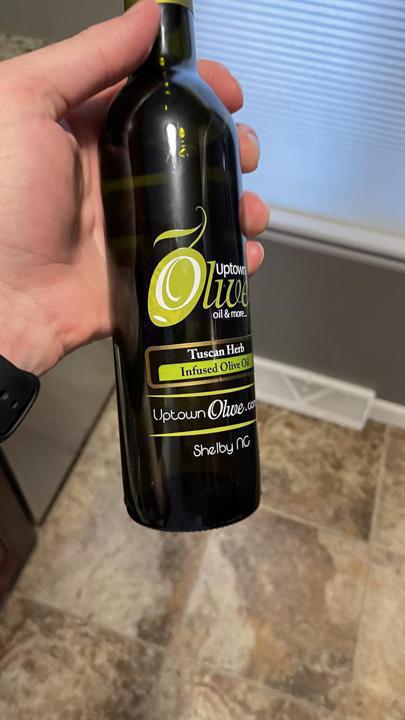 Uptown
Olive
oil & more...
Tuscan Herb
Infused Olive Oil
UptownOlive.com
Shelby NC